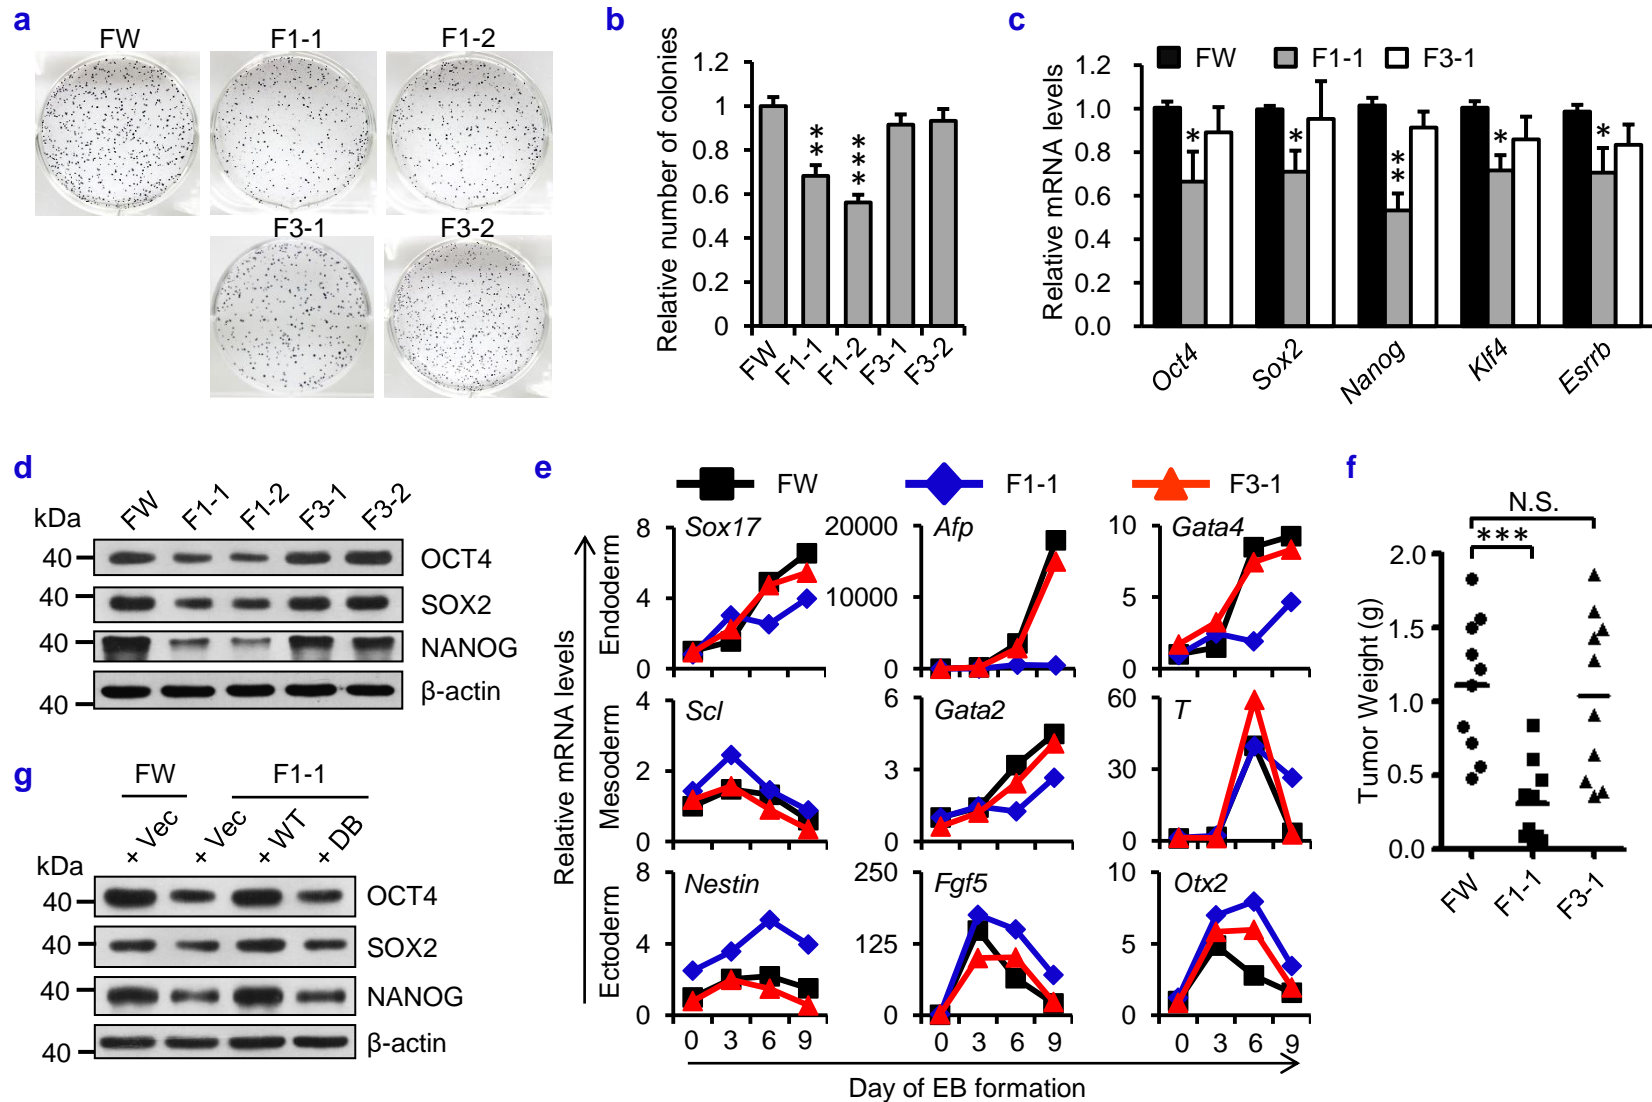 a
FW
F1-1
F1-2
F3-1
F3-2
b
Relative number of colonies
1.2
1
0.8
0.6
0.4
0.2
0
**
***
FW
F1-1
F1-2
F3-1
F3-2
c
FW
F1-1
F3-1
Relative mRNA levels
1.2
1.0
0.8
0.6
0.4
0.2
0.0
*
*
**
*
*
Oct4
Sox2
Nanog
Klf4
Esrrb
d
kDa
FW
F1-1
F1-2
F3-1
F3-2
40
OCT4
40
SOX2
40
NANOG
40
β-actin
e
FW
F1-1
F3-1
Relative mRNA levels
Endoderm
8
4
0
Sox17
20000
10000
0
Afp
10
5
0
Gata4
Mesoderm
4
2
0
Scl
6
3
0
Gata2
60
30
0
T
Ectoderm
8
4
0
Nestin
250
125
0
Fgf5
10
5
0
Otx2
0 3 6 9
0 3 6 9
0 3 6 9
Day of EB formation
f
N.S.
***
Tumor Weight (g)
2.0
1.5
1.0
0.5
0.0
FW
F1-1
F3-1
g
FW
F1-1
kDa
+ Vec
+ Vec
+ WT
+ DB
40
OCT4
40
SOX2
40
NANOG
40
β-actin